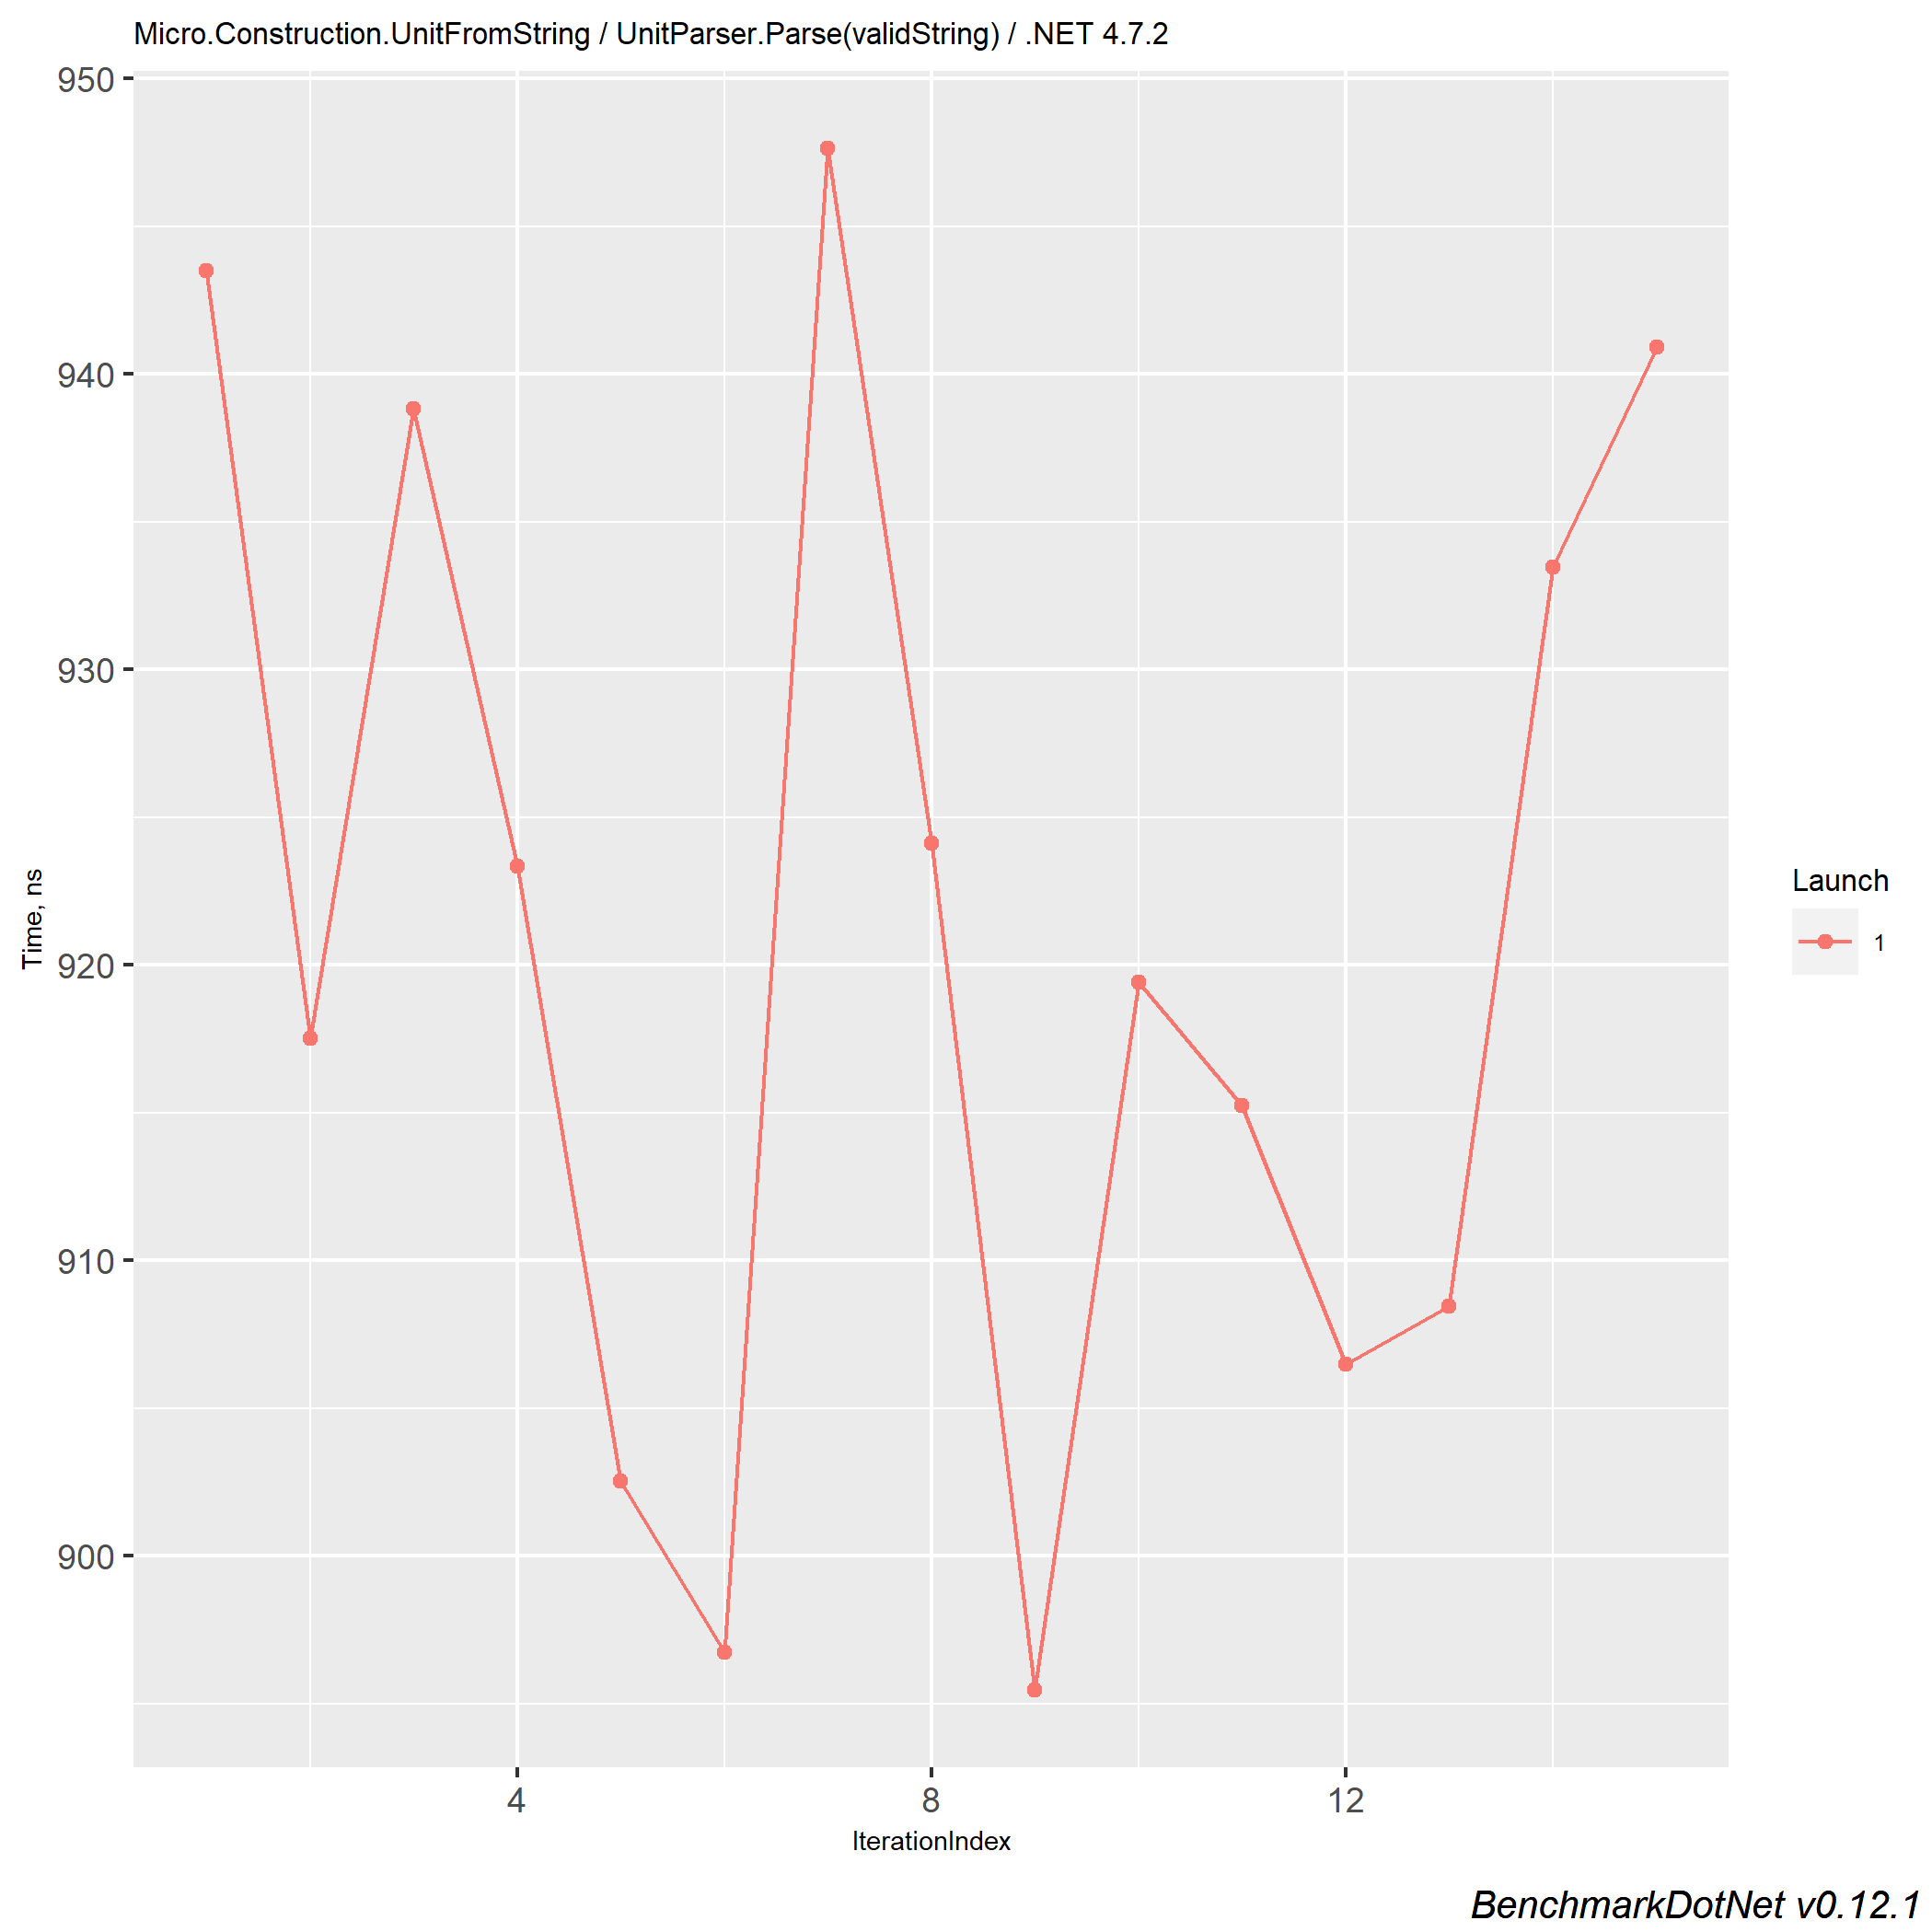 Micro.Construction.UnitFromString / UnitParser.Parse(validString) / .NET 4.7.2
950
940
930
920
910
900
Time, ns
4 8 12
IterationIndex
Launch
1
BenchmarkDotNet v0.12.1